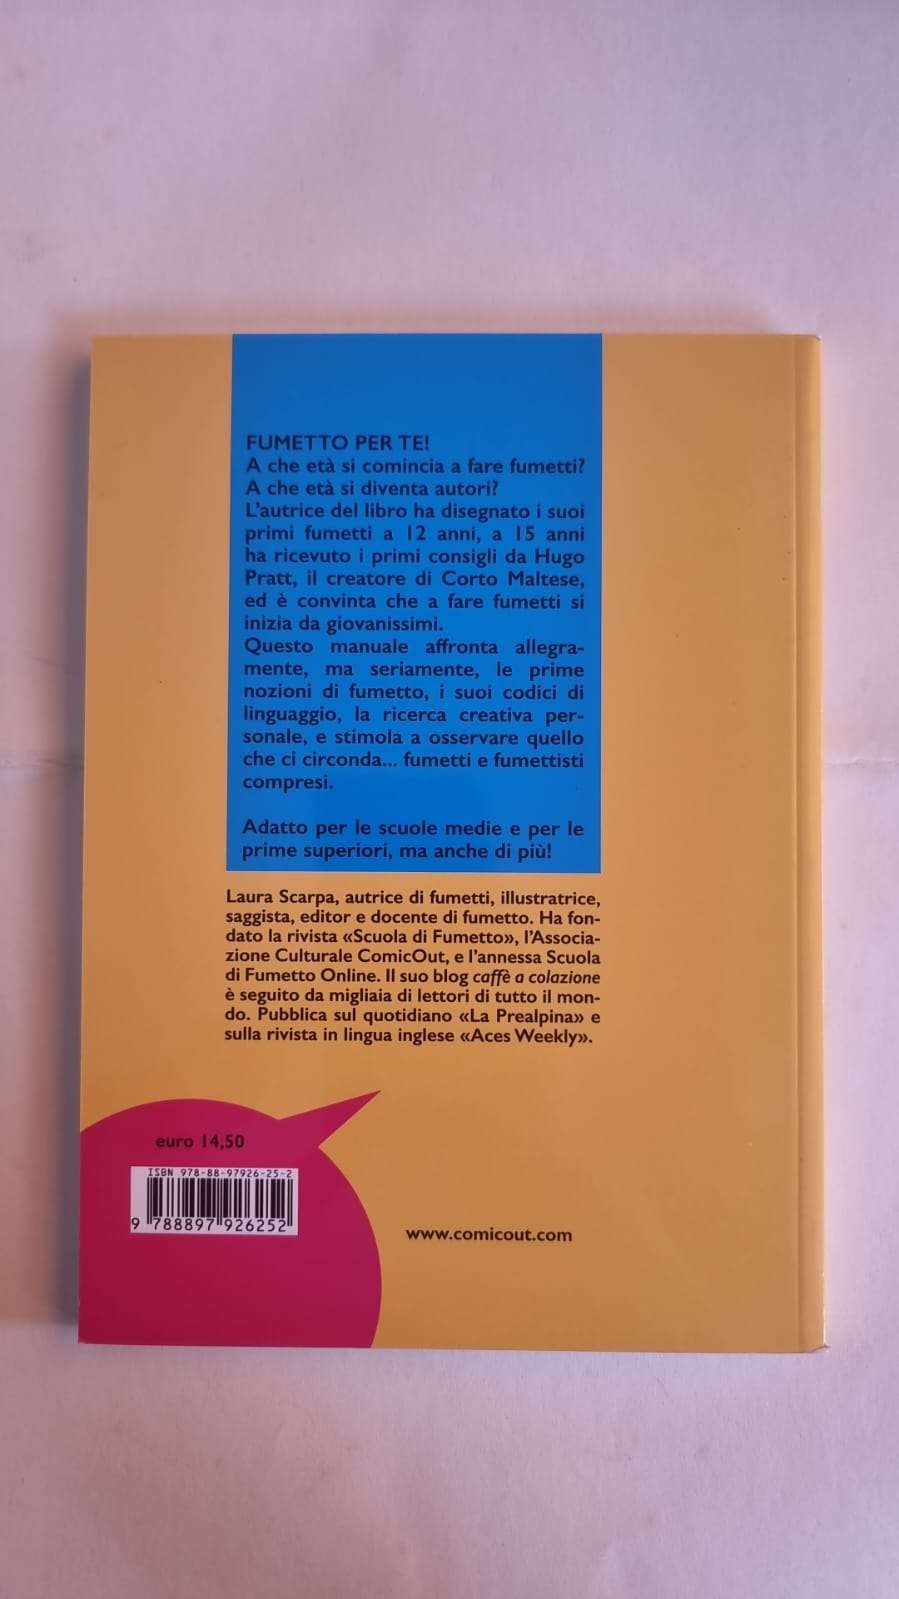 FUMETTO PER TE!
A che età si comincia a fare fumetti?
A che età si diventa autori?
L'autrice del libro ha disegnato i suoi
primi fumetti a 12 anni, a 15 anni
ha ricevuto i primi consigli da Hugo
Pratt, il creatore di Corto Maltese,
ed è convinta che a fare fumetti si
inizia da giovanissimi.
Questo manuale affronta allegra-
mente, ma seriamente, le prime
nozioni di fumetto, i suoi codici di
linguaggio, la ricerca creativa per-
sonale, e stimola a osservare quello
che ci circonda... fumetti e fumettisti
compresi.
Adatto per le scuole medie e per le
prime superiori, ma anche di più!
Laura Scarpa, autrice di fumetti, illustratrice,
saggista, editor e docente di fumetto. Ha fon-
dato la rivista «Scuola di Fumetto», l'Associa-
zione Culturale ComicOut, e l'annessa Scuola
di Fumetto Online. Il suo blog caffè a colazione
è seguito da migliaia di lettori di tutto il mon-
do. Pubblica sul quotidiano «La Prealpina» e
sulla rivista in lingua inglese «Aces Weekly».
euro 14,50
ISBN 978-88-97926-25-2
9 788897 926252
www.comicout.com